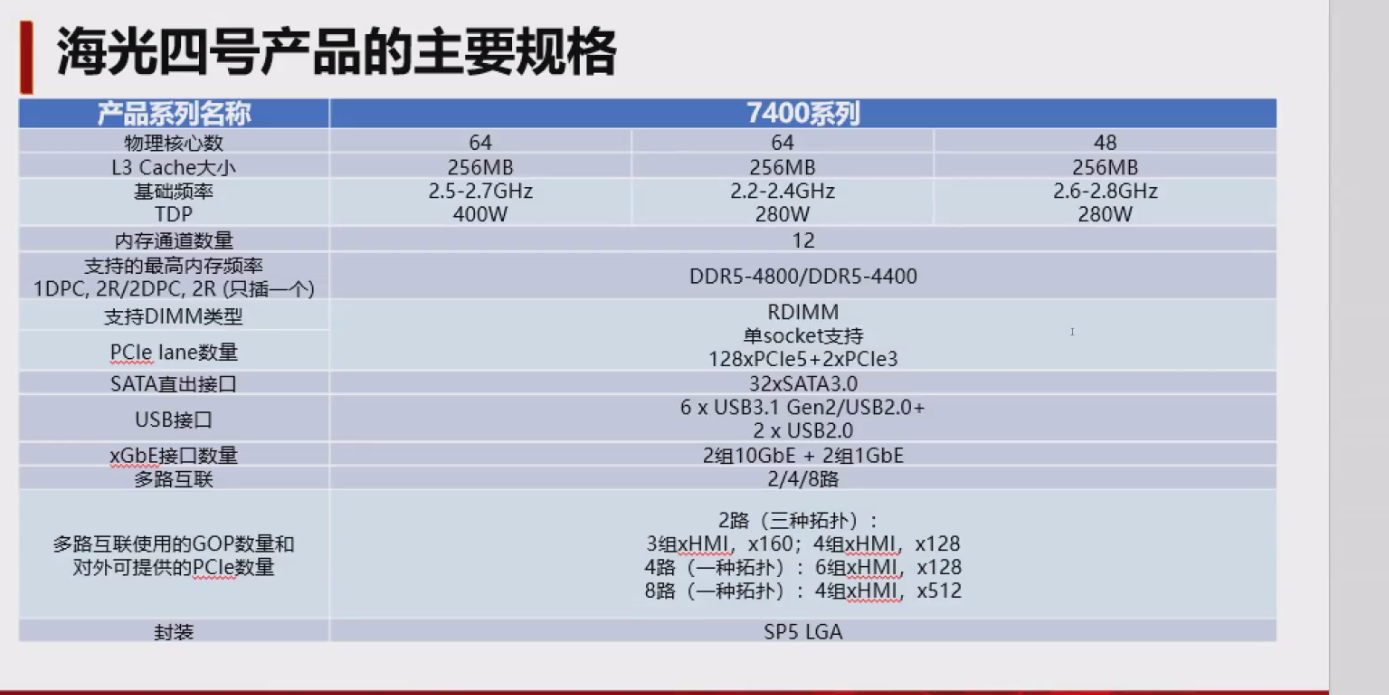 海光四号产品的主要规格
产品系列名称 7400系列
物理核心数 64 64 48
L3 Cache大小 256MB 256MB 256MB
基础频率 2.5-2.7GHz 2.2-2.4GHz 2.6-2.8GHz
TDP 400W 280W 280W
内存通道数量 12
支持的最高内存频率
1DPC, 2R/2DPC, 2R (只插一个) DDR5-4800/DDR5-4400
支持DIMM类型 RDIMM
PCIe lane数量 单socket支持
128xPCIe5+2xPCIe3
SATA直出接口 32xSATA3.0
USB接口 6 x USB3.1 Gen2/USB2.0+
2 x USB2.0
xGbE接口数量 2组10GbE + 2组1GbE
多路互联 2/4/8路
多路互联使用的GOP数量和
对外可提供的PCIe数量
2路（三种拓扑）：
3组xHMI，x160；4组xHMI，x128
4路（一种拓扑）：6组xHMI，x128
8路（一种拓扑）：4组xHMI，x512
封装 SP5 LGA